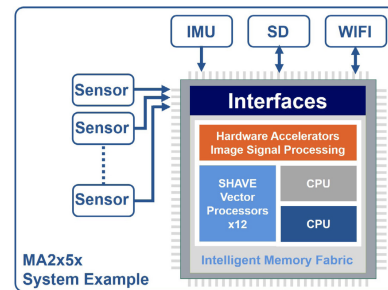 IMU
SD
WIFI
Sensor
Sensor
Sensor
Interfaces
Hardware Accelerators
Image Signal Processing
SHAVE
Vector
Processors
x12
CPU
CPU
Intelligent Memory Fabric
MA2x5x
System Example